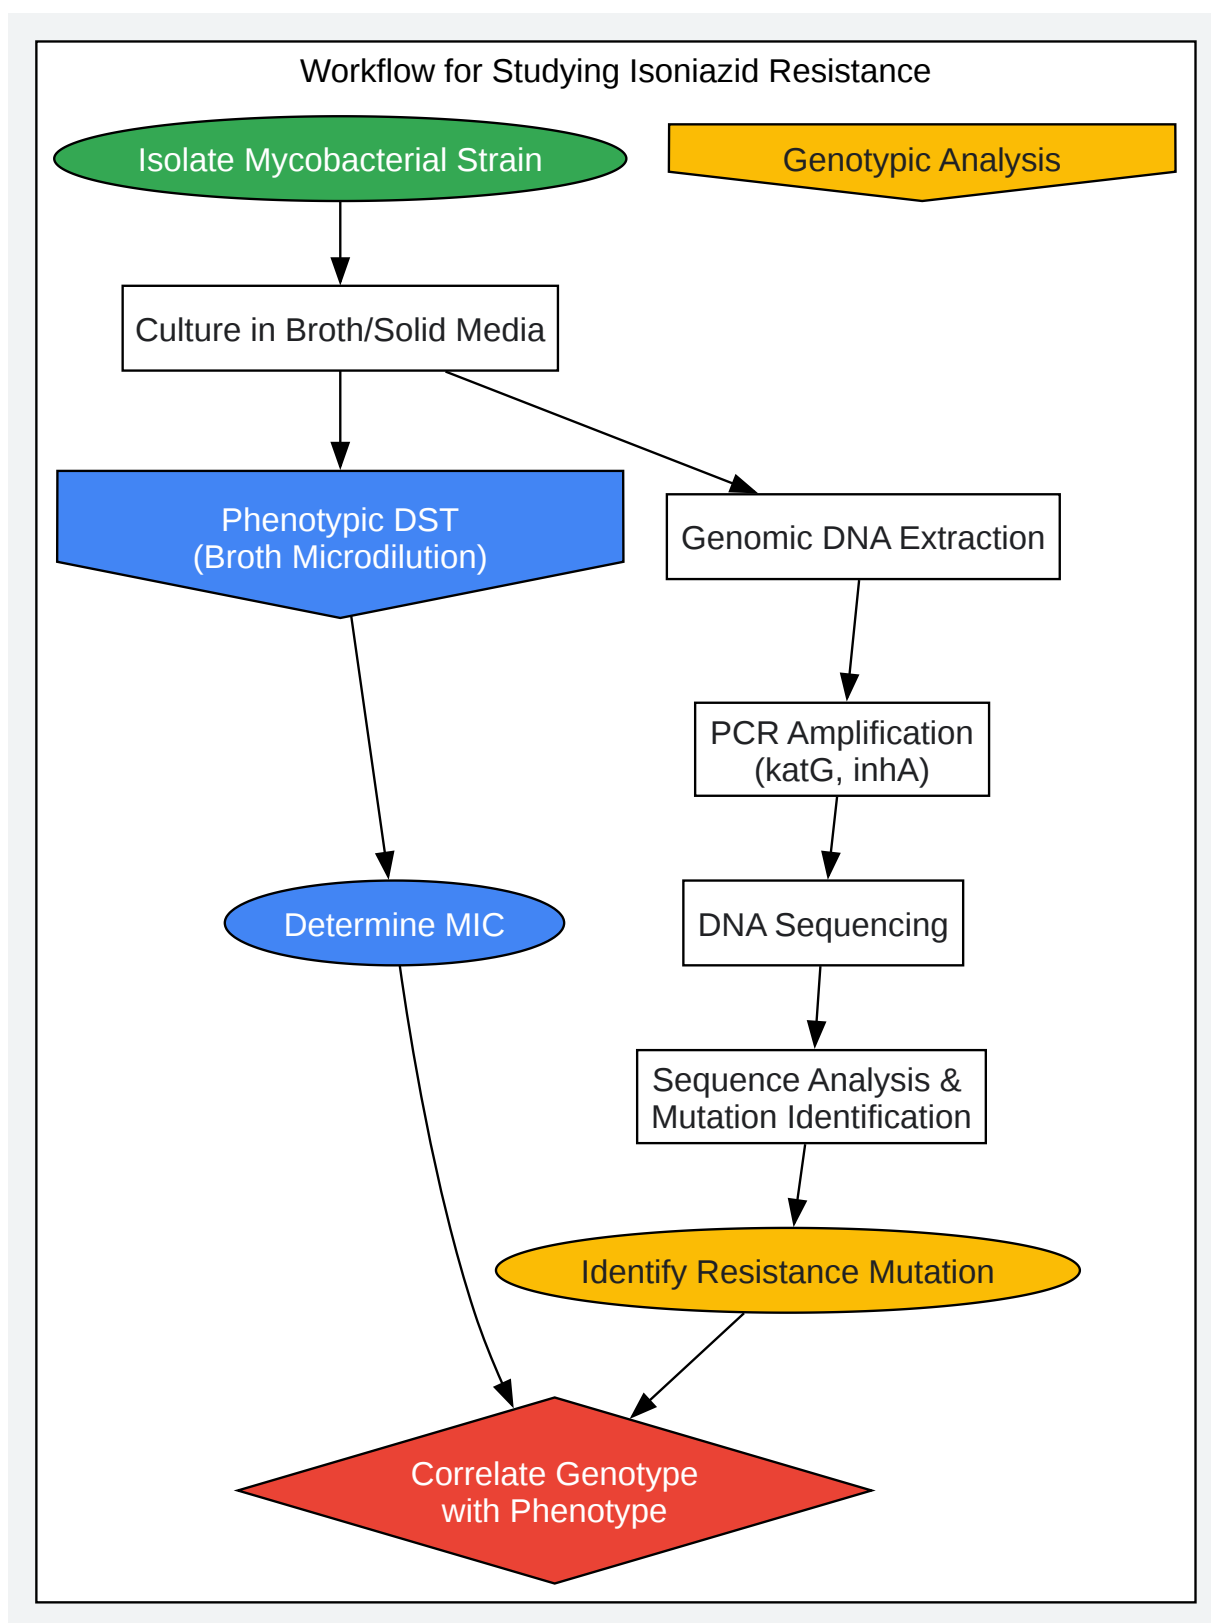 Workflow for Studying Isoniazid Resistance
Isolate Mycobacterial Strain
Genotypic Analysis
Culture in Broth/Solid Media
Phenotypic DST
(Broth Microdilution)
Genomic DNA Extraction
PCR Amplification
(katG, inhA)
Determine MIC
DNA Sequencing
Sequence Analysis &
Mutation Identification
Identify Resistance Mutation
Correlate Genotype
with Phenotype